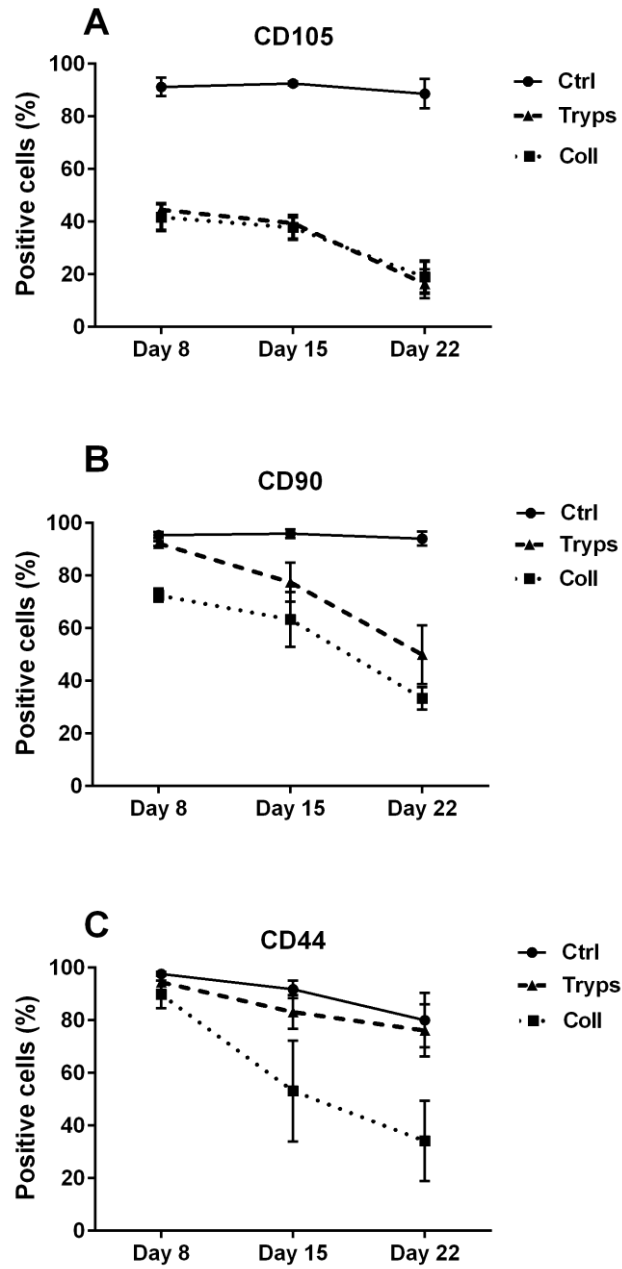 A
CD105
Positive cells (%)
100
80
60
40
20
0
Day 8 Day 15 Day 22
Ctrl
Tryps
Coll
B
CD90
Positive cells (%)
100
80
60
40
20
0
Day 8 Day 15 Day 22
Ctrl
Tryps
Coll
C
CD44
Positive cells (%)
100
80
60
40
20
0
Day 8 Day 15 Day 22
Ctrl
Tryps
Coll